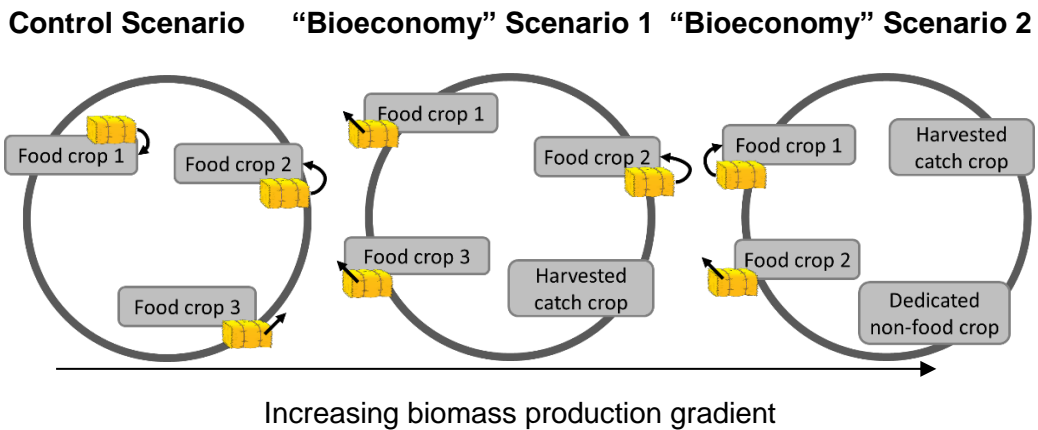 Control Scenario
“Bioeconomy” Scenario 1
“Bioeconomy” Scenario 2
Food crop 1
Food crop 2
Food crop 3
Food crop 1
Food crop 2
Food crop 3
Harvested
catch crop
Food crop 1
Harvested
catch crop
Food crop 2
Dedicated
non-food crop
Increasing biomass production gradient